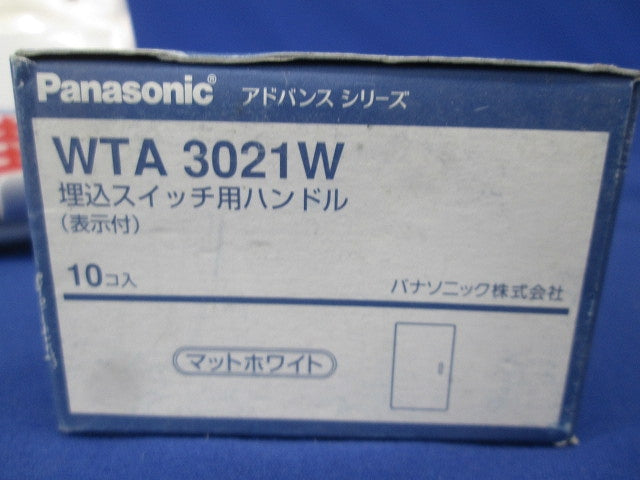 Panasonic® アドバンス シリーズ
WTA 3021W
埋込スイッチ用ハンドル
(表示付)
10コ入
パナソニック株式会社
マットホワイト